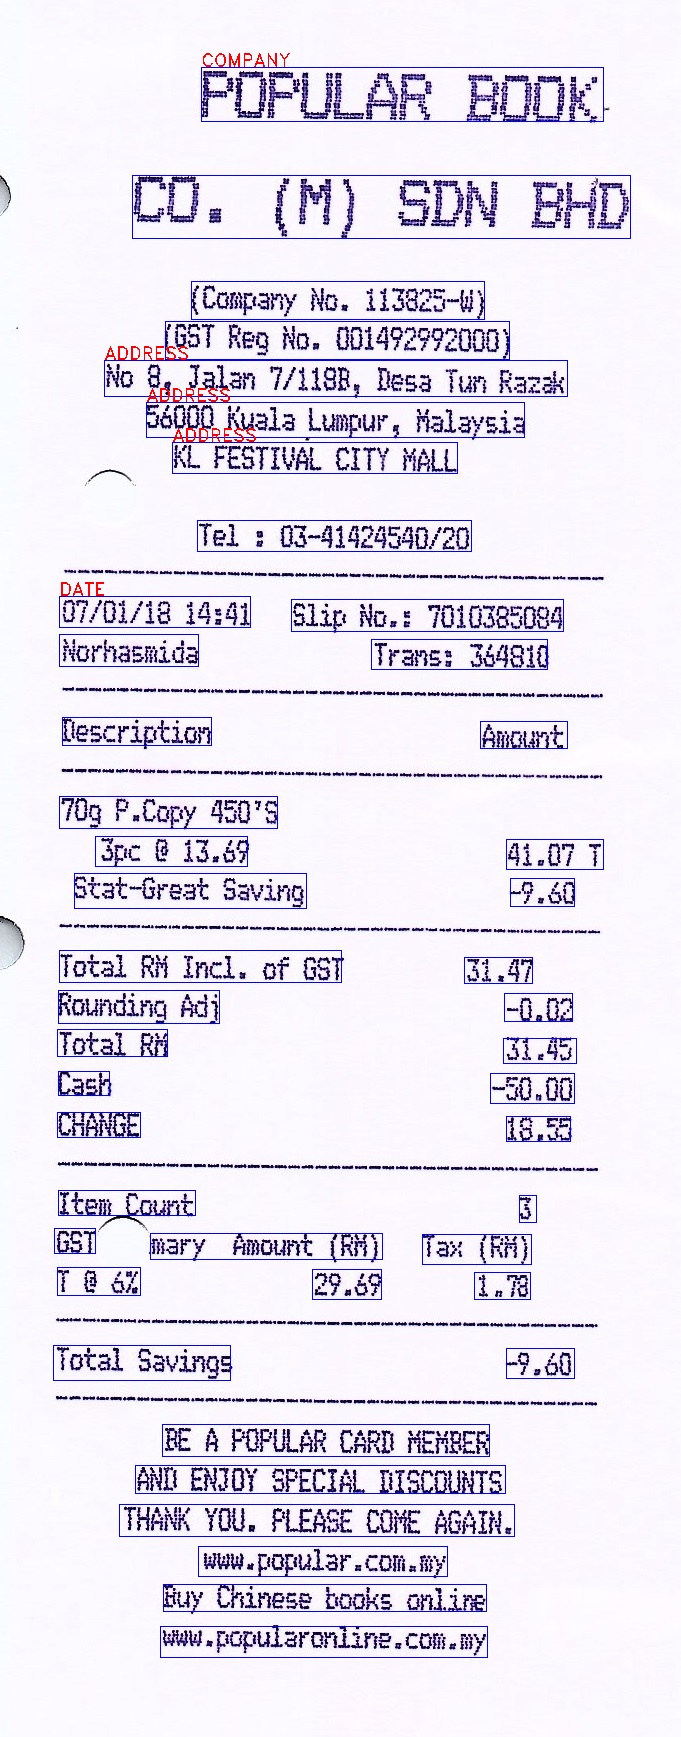 COMPANY
POPULAR BOOK
CO. (M) SDN BHD
(Company No. 113825-W)
(GST Reg No. 001492992000)
ADDRESS
No 8, Jalan 7/118B, Desa Tun Razak
ADDRESS
56000 Kuala Lumpur, Malaysia
ADDRESS
KL FESTIVAL CITY MALL
Tel : 03-41424540/20
DATE
07/01/18 14:41 Slip No.: 7010385084
Norhasmida Trans: 364810
Description Amount
70g P.Copy 450'S
3pc @ 13.69 41.07 T
Stat-Great Saving -9.60
Total RM Incl. of GST 31.47
Rounding Adj -0.02
Total RM 31.45
Cash -50.00
CHANGE 18.55
Item Count 3
GST mary Amount (RM) Tax (RM)
T @ 6% 29.69 1.78
Total Savings -9.60
BE A POPULAR CARD MEMBER
AND ENJOY SPECIAL DISCOUNTS
THANK YOU. PLEASE COME AGAIN.
www.popular.com.my
Buy Chinese books online
www.popularonline.com.my